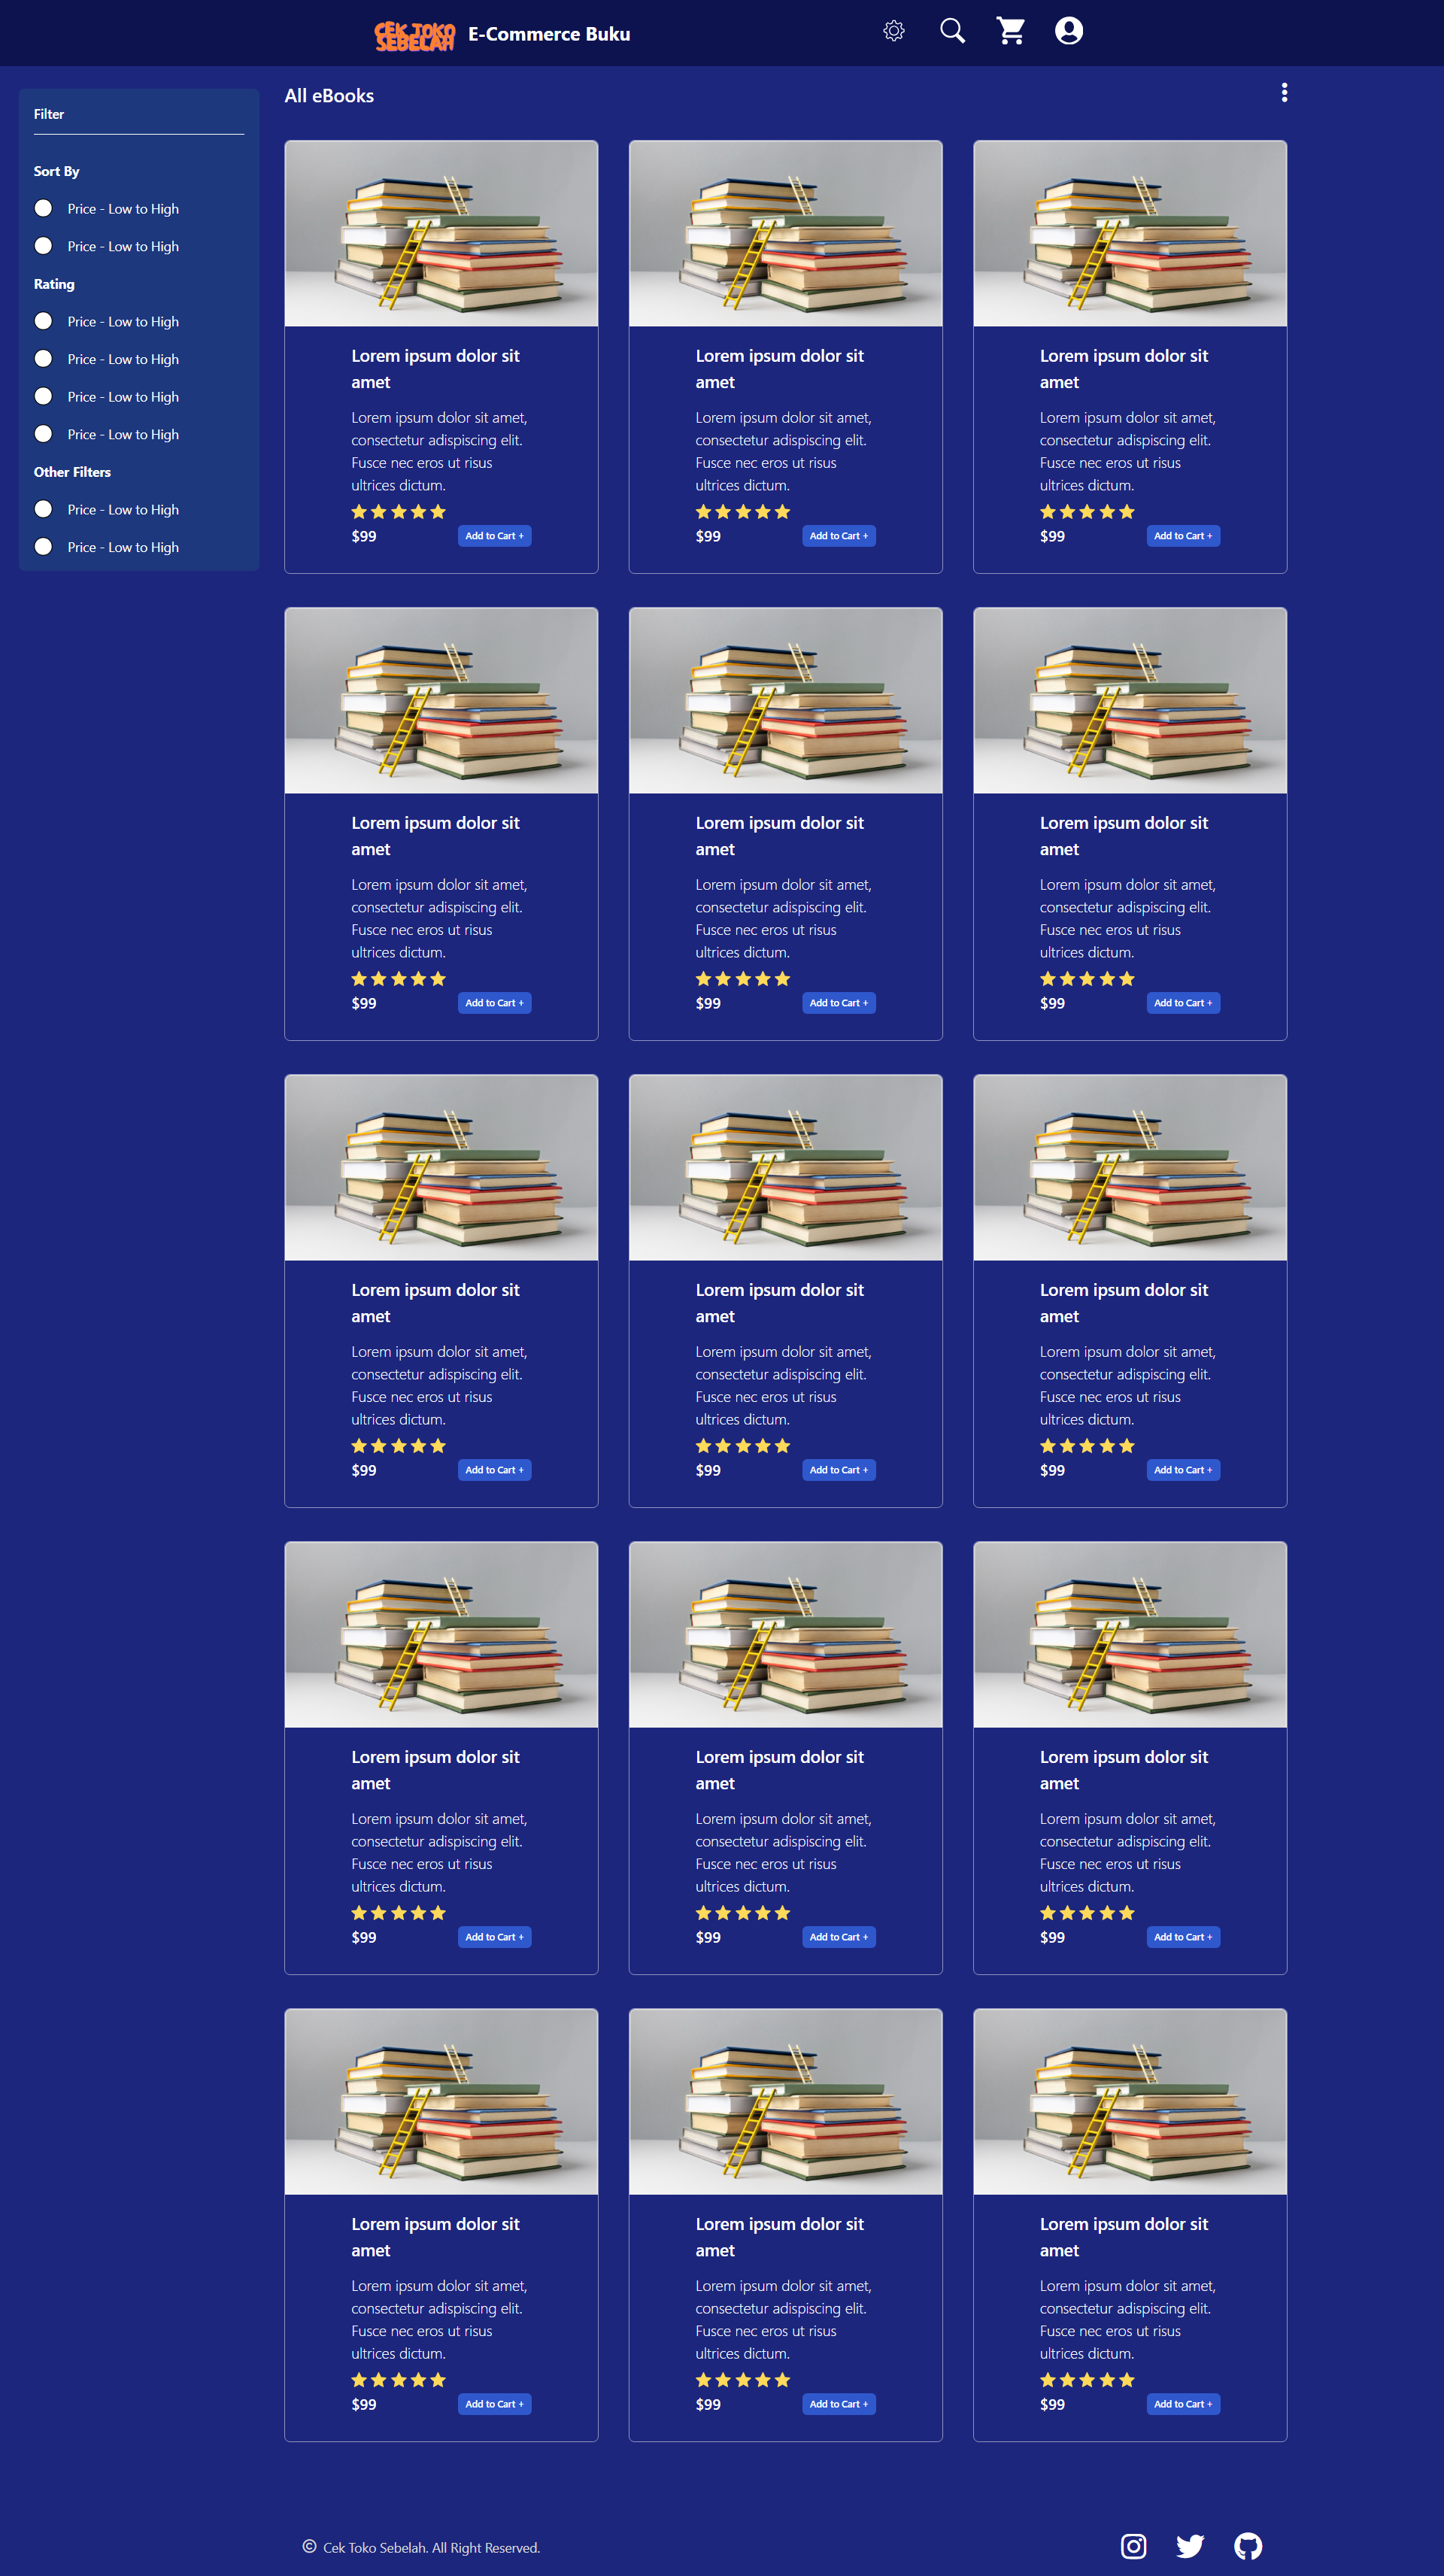 CEK TOKO
SEBELAH
E-Commerce Buku
Filter
Sort By
Price - Low to High
Price - Low to High
Rating
Price - Low to High
Price - Low to High
Price - Low to High
Price - Low to High
Other Filters
Price - Low to High
Price - Low to High
All eBooks
Lorem ipsum dolor sit
amet
Lorem ipsum dolor sit amet,
consectetur adispiscing elit.
Fusce nec eros ut risus
ultrices dictum.
$99 Add to Cart +
Lorem ipsum dolor sit
amet
Lorem ipsum dolor sit amet,
consectetur adispiscing elit.
Fusce nec eros ut risus
ultrices dictum.
$99 Add to Cart +
Lorem ipsum dolor sit
amet
Lorem ipsum dolor sit amet,
consectetur adispiscing elit.
Fusce nec eros ut risus
ultrices dictum.
$99 Add to Cart +
Lorem ipsum dolor sit
amet
Lorem ipsum dolor sit amet,
consectetur adispiscing elit.
Fusce nec eros ut risus
ultrices dictum.
$99 Add to Cart +
Lorem ipsum dolor sit
amet
Lorem ipsum dolor sit amet,
consectetur adispiscing elit.
Fusce nec eros ut risus
ultrices dictum.
$99 Add to Cart +
Lorem ipsum dolor sit
amet
Lorem ipsum dolor sit amet,
consectetur adispiscing elit.
Fusce nec eros ut risus
ultrices dictum.
$99 Add to Cart +
Lorem ipsum dolor sit
amet
Lorem ipsum dolor sit amet,
consectetur adispiscing elit.
Fusce nec eros ut risus
ultrices dictum.
$99 Add to Cart +
Lorem ipsum dolor sit
amet
Lorem ipsum dolor sit amet,
consectetur adispiscing elit.
Fusce nec eros ut risus
ultrices dictum.
$99 Add to Cart +
Lorem ipsum dolor sit
amet
Lorem ipsum dolor sit amet,
consectetur adispiscing elit.
Fusce nec eros ut risus
ultrices dictum.
$99 Add to Cart +
Lorem ipsum dolor sit
amet
Lorem ipsum dolor sit amet,
consectetur adispiscing elit.
Fusce nec eros ut risus
ultrices dictum.
$99 Add to Cart +
Lorem ipsum dolor sit
amet
Lorem ipsum dolor sit amet,
consectetur adispiscing elit.
Fusce nec eros ut risus
ultrices dictum.
$99 Add to Cart +
Lorem ipsum dolor sit
amet
Lorem ipsum dolor sit amet,
consectetur adispiscing elit.
Fusce nec eros ut risus
ultrices dictum.
$99 Add to Cart +
Lorem ipsum dolor sit
amet
Lorem ipsum dolor sit amet,
consectetur adispiscing elit.
Fusce nec eros ut risus
ultrices dictum.
$99 Add to Cart +
Lorem ipsum dolor sit
amet
Lorem ipsum dolor sit amet,
consectetur adispiscing elit.
Fusce nec eros ut risus
ultrices dictum.
$99 Add to Cart +
Lorem ipsum dolor sit
amet
Lorem ipsum dolor sit amet,
consectetur adispiscing elit.
Fusce nec eros ut risus
ultrices dictum.
$99 Add to Cart +
© Cek Toko Sebelah. All Right Reserved.